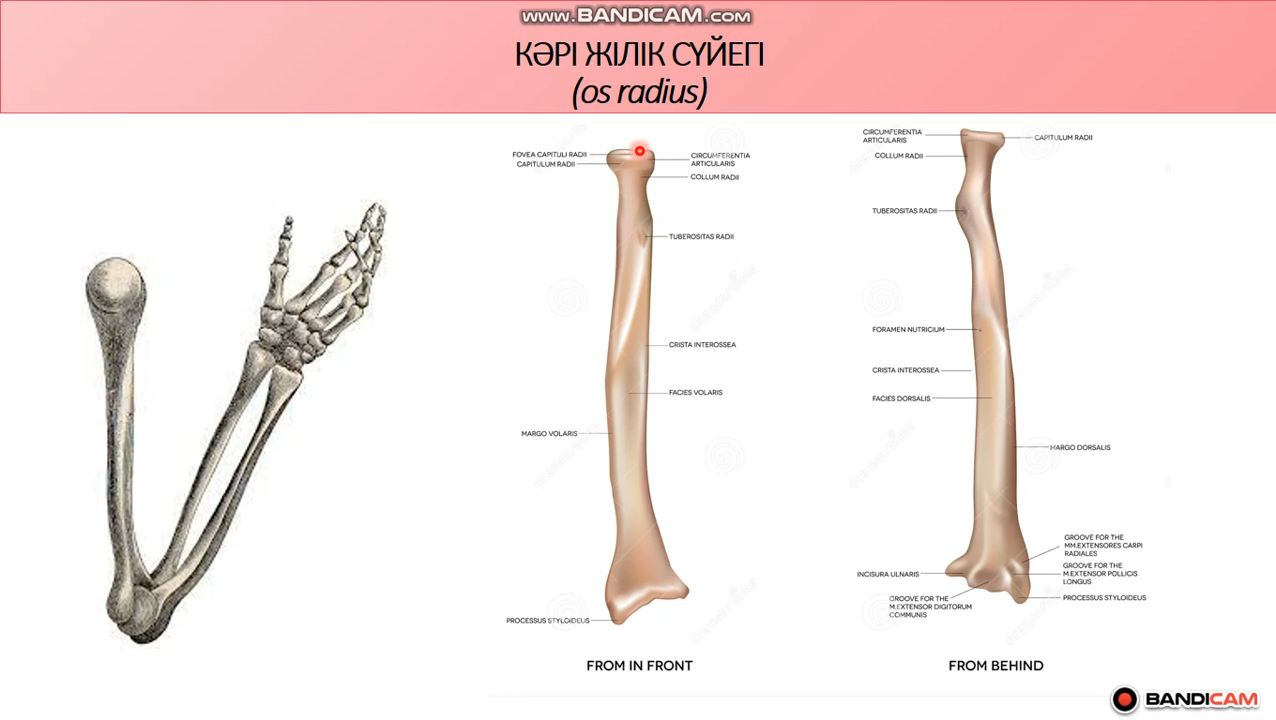 WWW.BANDICAM.COM
КӘРІ ЖІЛІК СҮЙЕГІ
(os radius)
FOVEA CAPITULI RADII
CAPITULUM RADII
CIRCUMFERENTIA
ARTICULARIS
COLLUM RADII
TUBEROSITAS RADII
CRISTA INTEROSSEA
FACIES VOLARIS
MARGO VOLARIS
PROCESSUS STYLOIDEUS
FROM IN FRONT
CIRCUMFERENTIA
ARTICULARIS
CAPITULUM RADII
COLLUM RADII
TUBEROSITAS RADII
FORAMEN NUTRICIUM
CRISTA INTEROSSEA
FACIES DORSALIS
MARGO DORSALIS
GROOVE FOR THE
MM.EXTENSORES CARPI
RADIALES
GROOVE FOR THE
M.EXTENSOR POLLICIS
LONGUS
INCISURA ULNARIS
PROCESSUS STYLOIDEUS
GROOVE FOR THE
M.EXTENSOR DIGITORUM
COMMUNIS
FROM BEHIND
BANDICAM